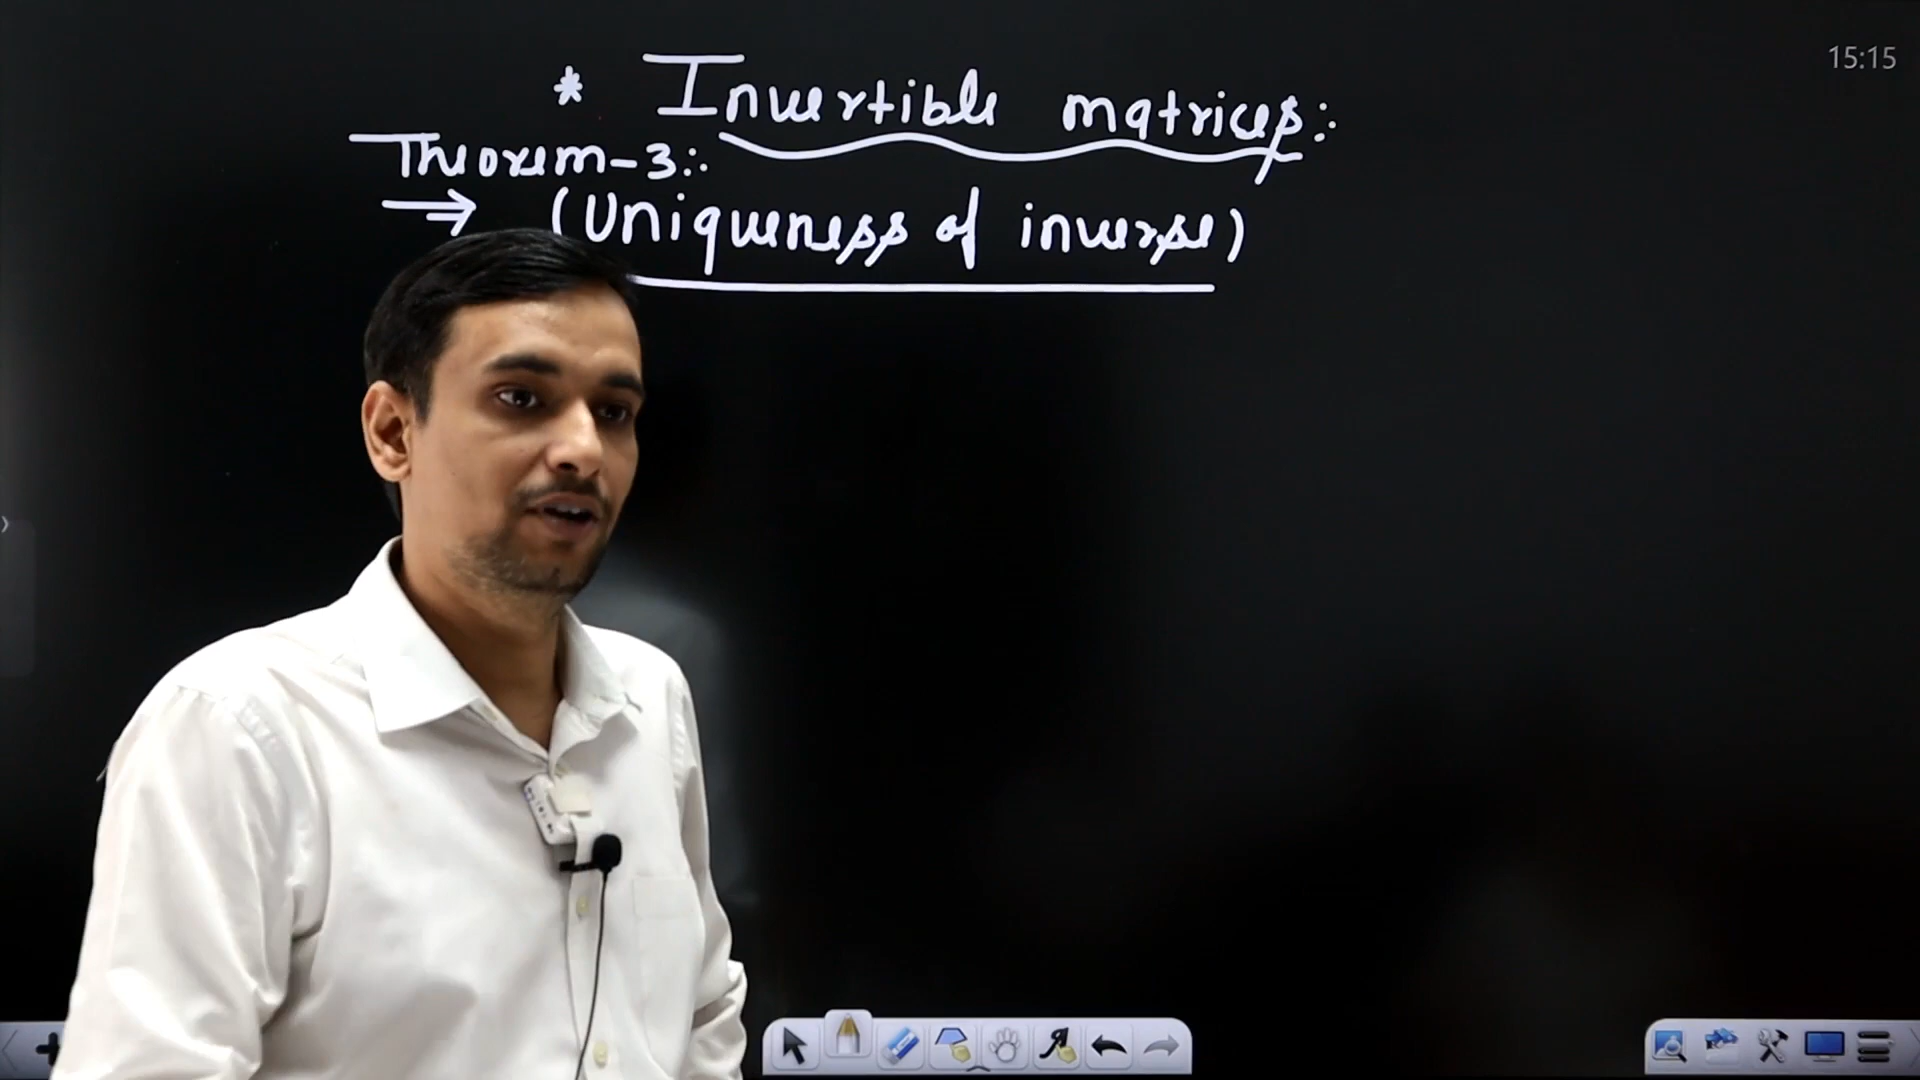 15:15
* Invertible matrices:
Theorem-3:
⇒ (Uniqueness of inverse)